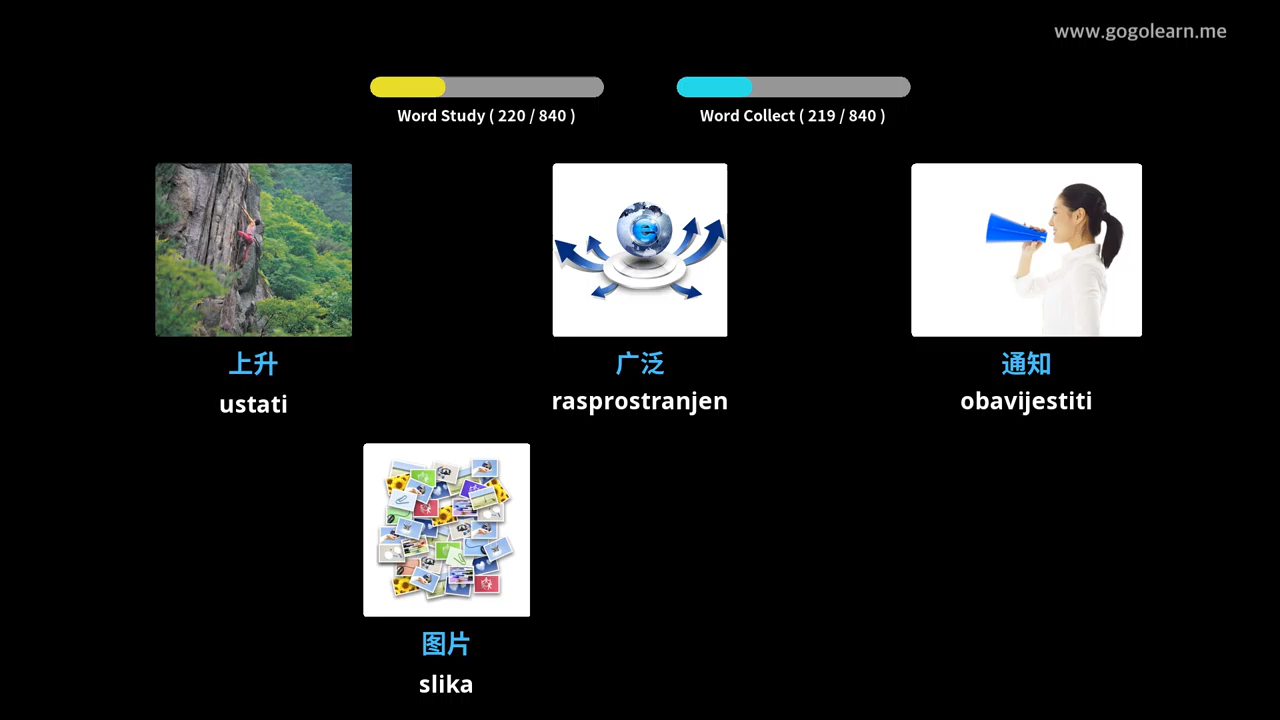 www.gogolearn.me
Word Study ( 220 / 840 )
Word Collect ( 219 / 840 )
上升
ustati
广泛
rasprostranjen
通知
obavijestiti
图片
slika